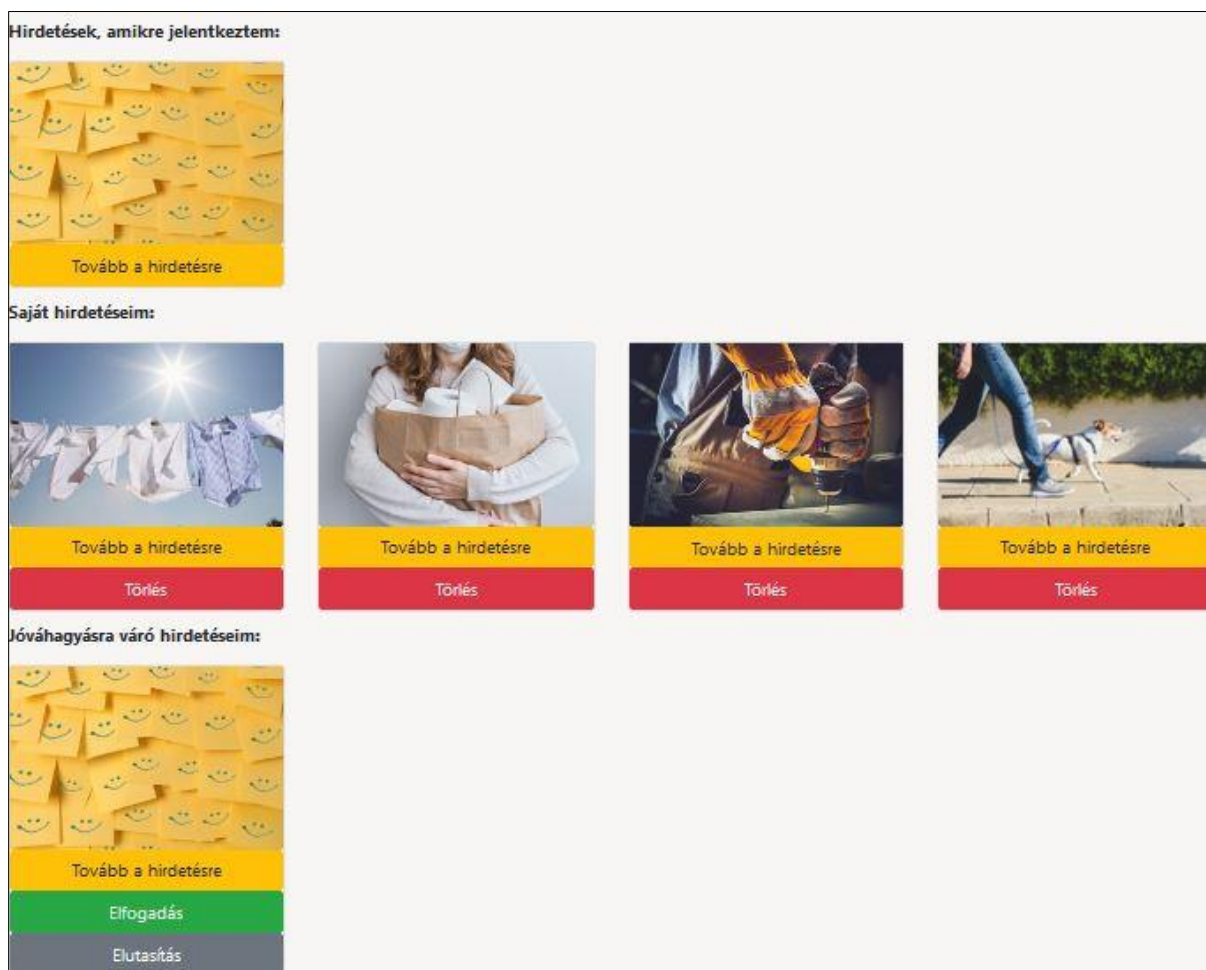 Hirdetések, amikre jelentkeztem:
Tovább a hirdetésre
Saját hirdetéseim:
Tovább a hirdetésre
Tovább a hirdetésre
Tovább a hirdetésre
Tovább a hirdetésre
Törlés
Törlés
Törlés
Törlés
Jóváhagyásra váró hirdetéseim:
Tovább a hirdetésre
Elfogadás
Elutasítás